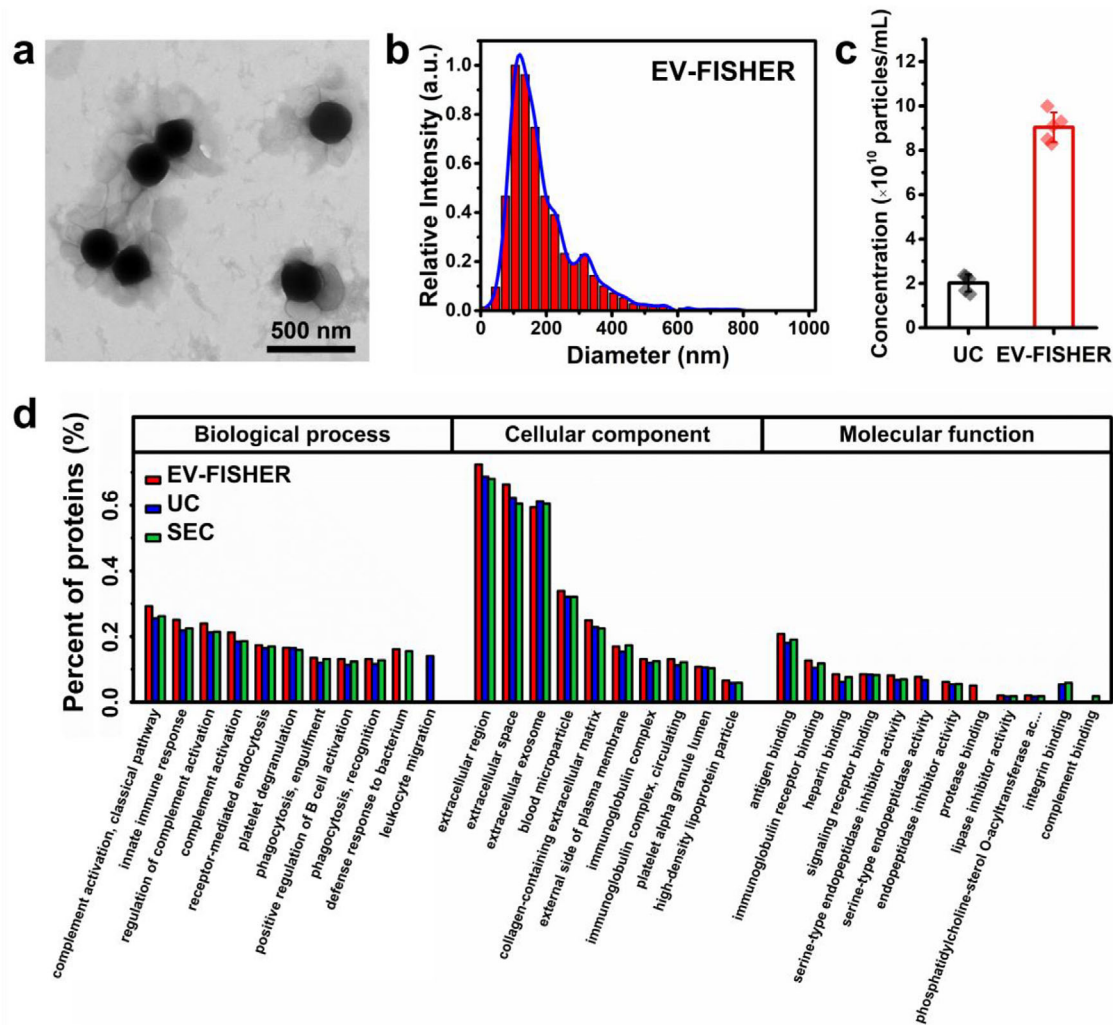 a
500 nm
b
EV-FISHER
Relative Intensity (a.u.)
1.0
0.8
0.6
0.4
0.2
0.0
0
200
400
600
800
1000
Diameter (nm)
c
Concentration (×10¹⁰ particles/mL)
12
10
8
6
4
2
0
UC
EV-FISHER
d
Percent of proteins (%)
0.6
0.4
0.2
0.0
Biological process
Cellular component
Molecular function
EV-FISHER
UC
SEC
complement activation, classical pathway
innate immune response
regulation of complement activation
complement activation
receptor-mediated endocytosis
platelet degranulation
phagocytosis, engulfment
positive regulation of B cell activation
phagocytosis, recognition
defense response to bacterium
leukocyte migration
extracellular region
extracellular space
extracellular exosome
blood microparticle
collagen-containing extracellular matrix
external side of plasma membrane
immunoglobulin complex
immunoglobulin complex, circulating
platelet alpha granule lumen
high-density lipoprotein particle
antigen binding
immunoglobulin receptor binding
heparin binding
signaling receptor binding
serine-type endopeptidase inhibitor activity
serine-type endopeptidase activity
endopeptidase inhibitor activity
protease binding
lipase inhibitor activity
phosphatidylcholine-sterol O-acyltransferase ac...
integrin binding
complement binding